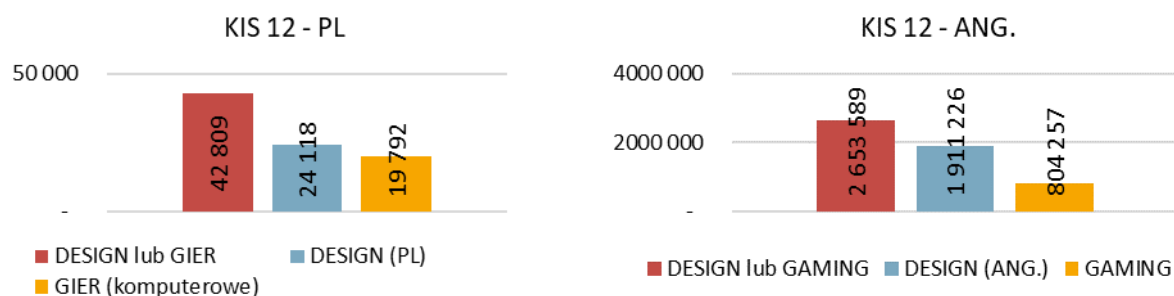 KIS 12 - PL
50 000
42 809
24 118
19 792
-
DESIGN lub GIER
DESIGN (PL)
GIER (komputerowe)
KIS 12 - ANG.
4000 000
2000 000
2 653 589
1 911 226
804 257
-
DESIGN lub GAMING
DESIGN (ANG.)
GAMING